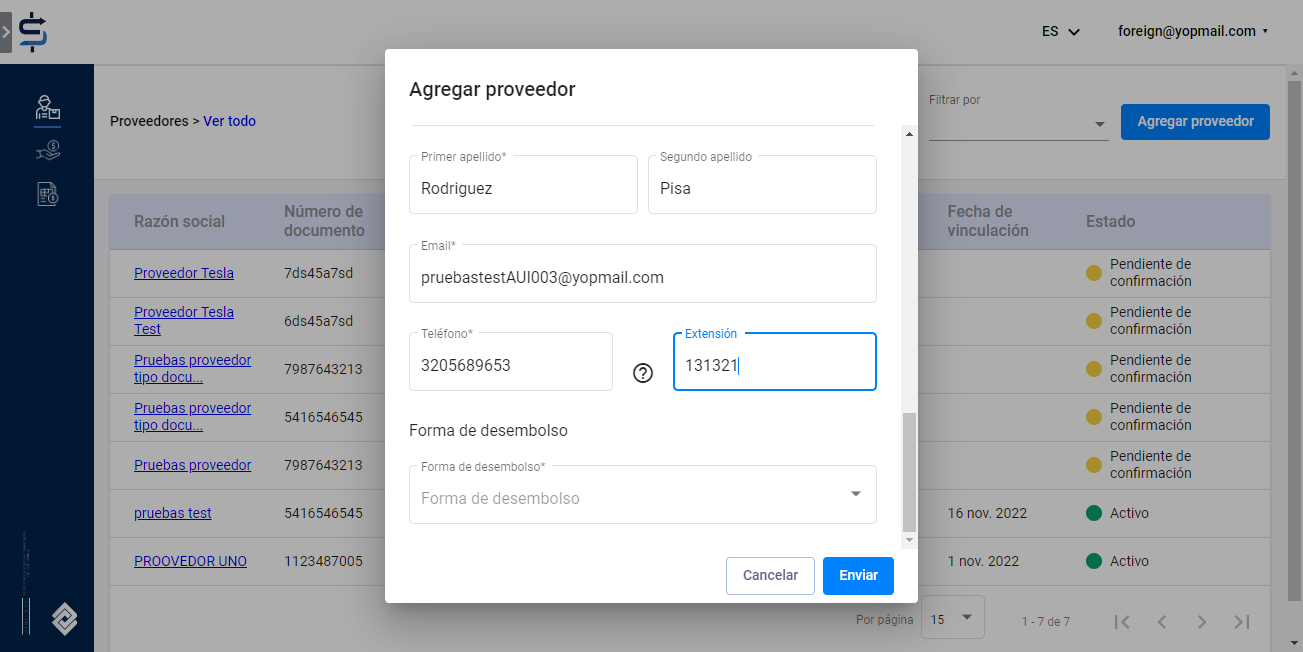 ES
foreign@yopmail.com
Proveedores > Ver todo
Filtrar por
Agregar proveedor
Razón social
Número de
documento
Fecha de
vinculación
Estado
Proveedor Tesla
7ds45a7sd
Pendiente de
confirmación
Proveedor Tesla
Test
6ds45a7sd
Pendiente de
confirmación
Pruebas proveedor
tipo docu...
7987643213
Pendiente de
confirmación
Pruebas proveedor
tipo docu...
5416546545
Pendiente de
confirmación
Pruebas proveedor
7987643213
Pendiente de
confirmación
pruebas test
5416546545
16 nov. 2022
Activo
PROOVEDOR UNO
1123487005
1 nov. 2022
Activo
Por página
15
1 - 7 de 7
Agregar proveedor
Primer apellido*
Rodriguez
Segundo apellido
Pisa
Email*
pruebastestAUI003@yopmail.com
Teléfono*
3205689653
Extensión
131321
Forma de desembolso
Forma de desembolso*
Forma de desembolso
Cancelar
Enviar